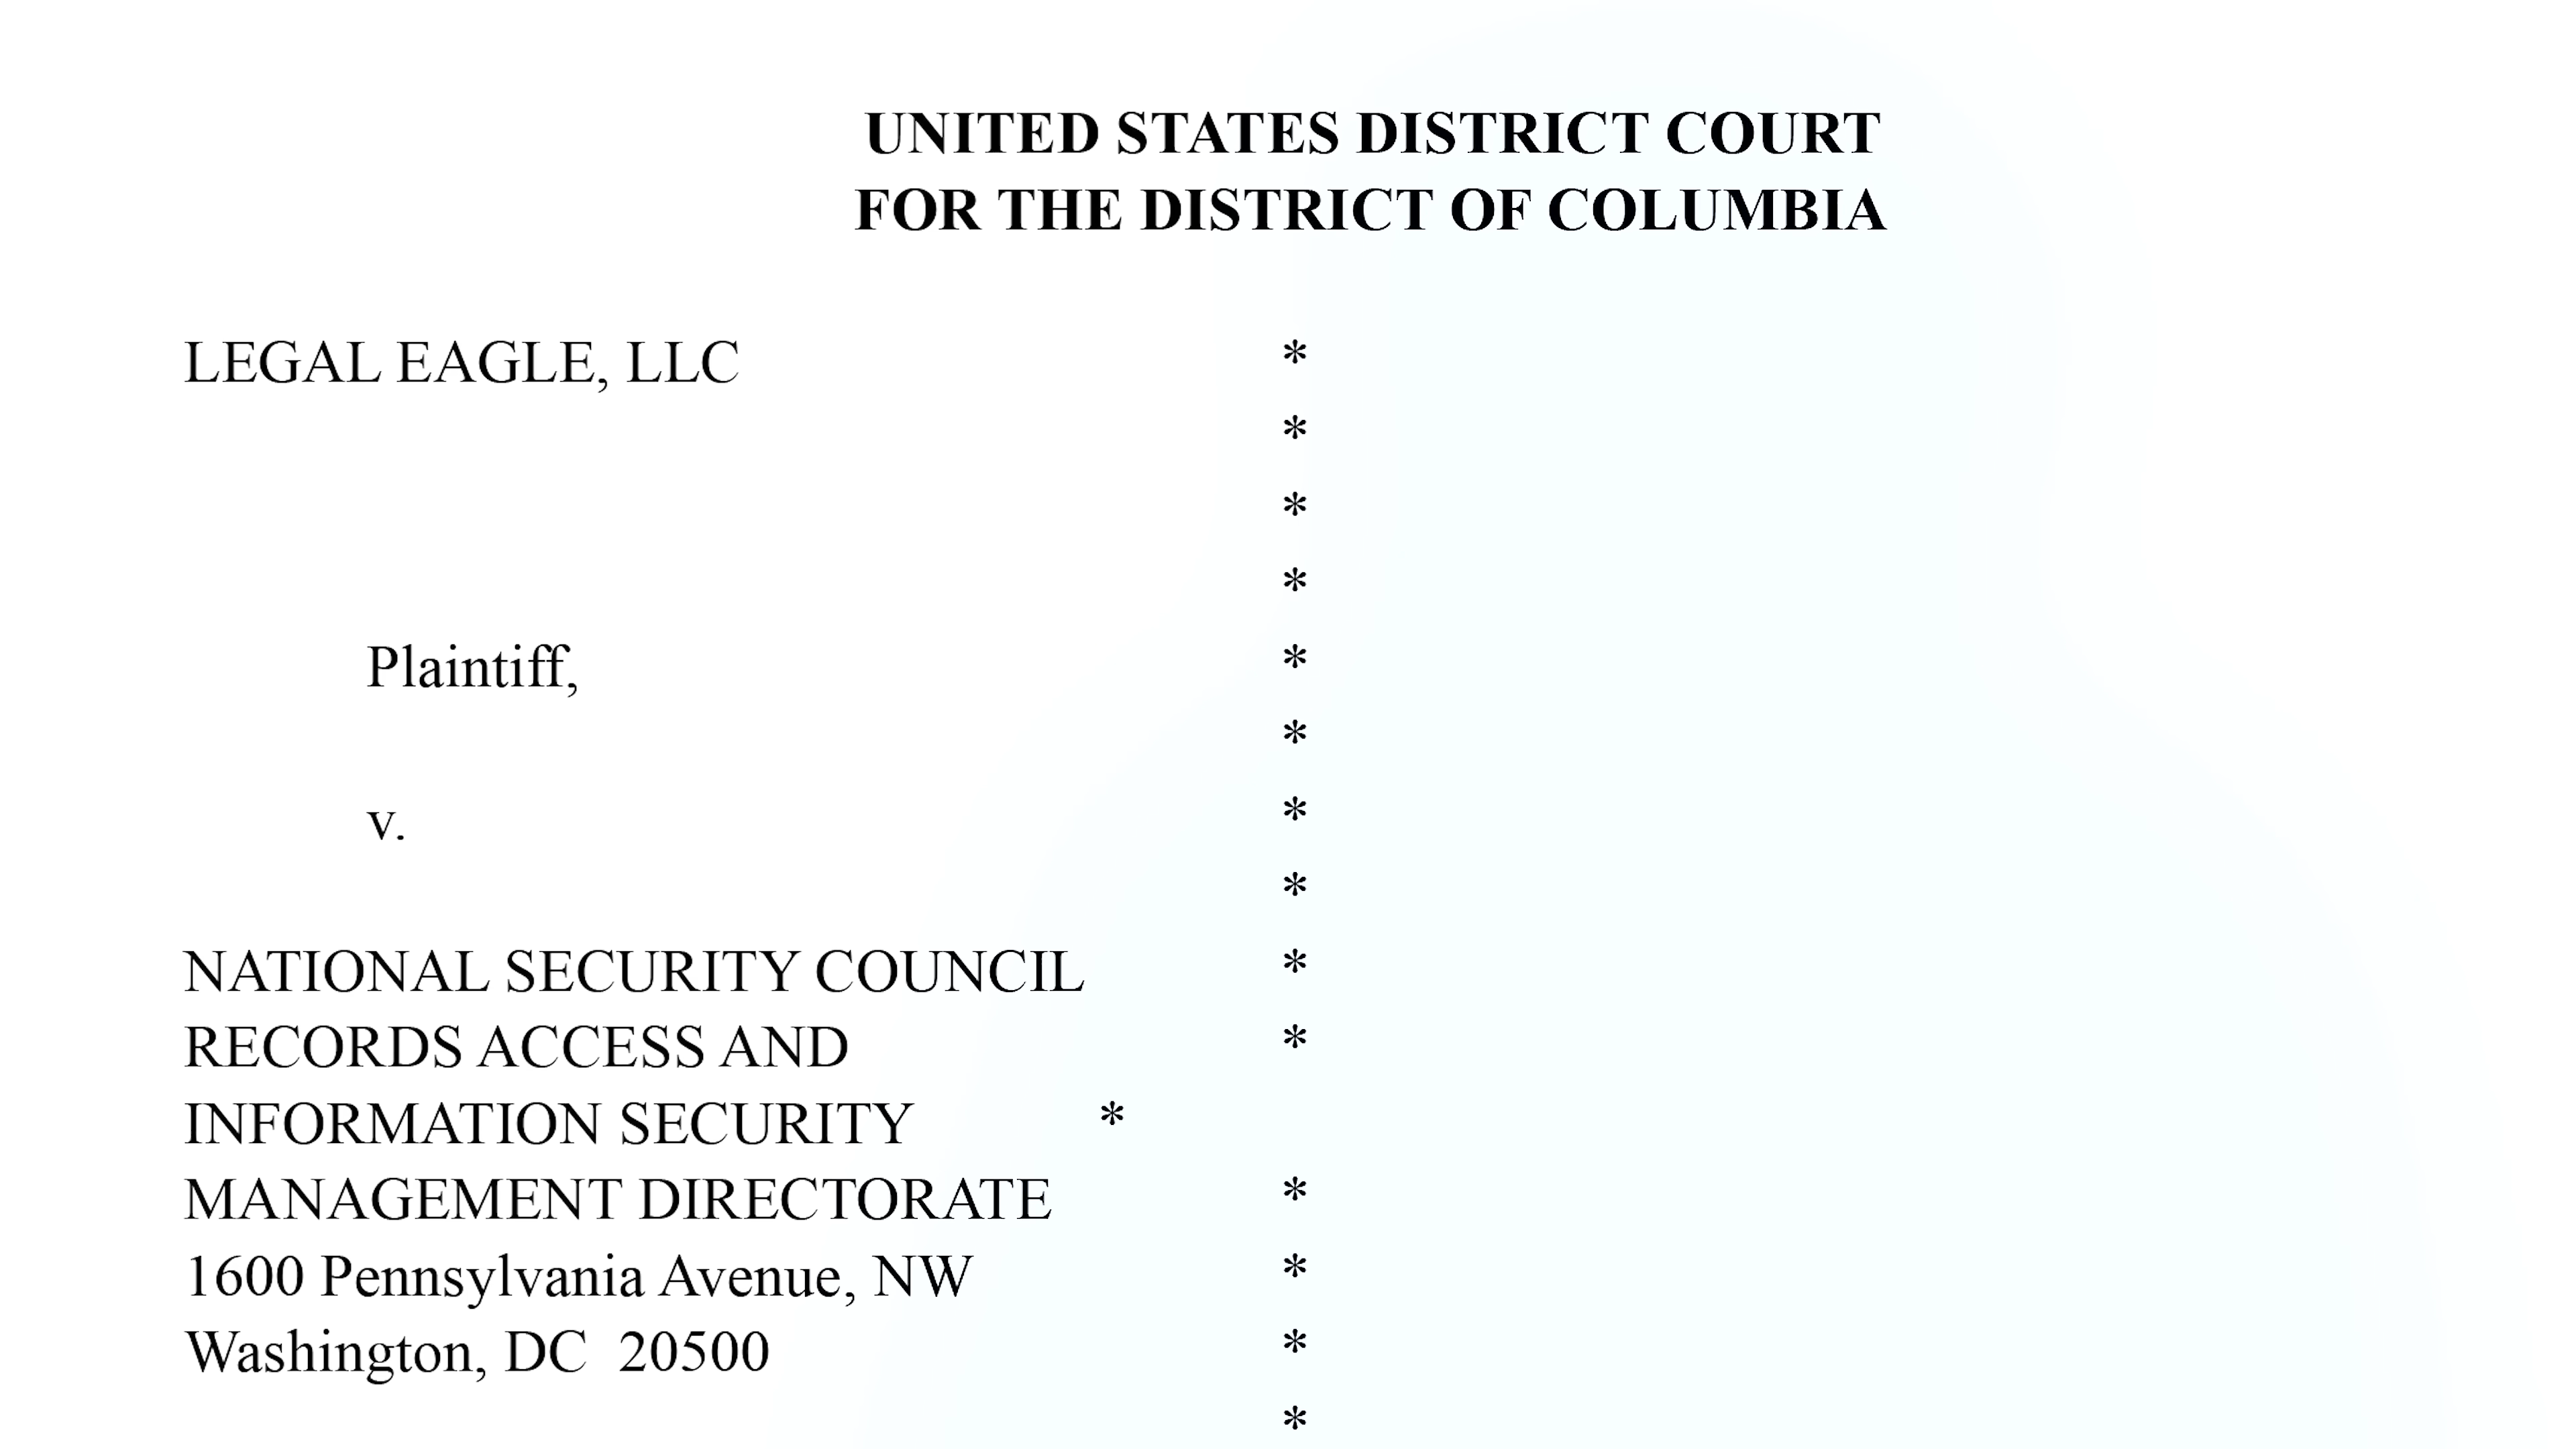 UNITED STATES DISTRICT COURT
FOR THE DISTRICT OF COLUMBIA
LEGAL EAGLE, LLC *
*
*
*
Plaintiff, *
*
v. *
*
NATIONAL SECURITY COUNCIL *
RECORDS ACCESS AND *
INFORMATION SECURITY *
MANAGEMENT DIRECTORATE *
1600 Pennsylvania Avenue, NW *
Washington, DC  20500 *
*